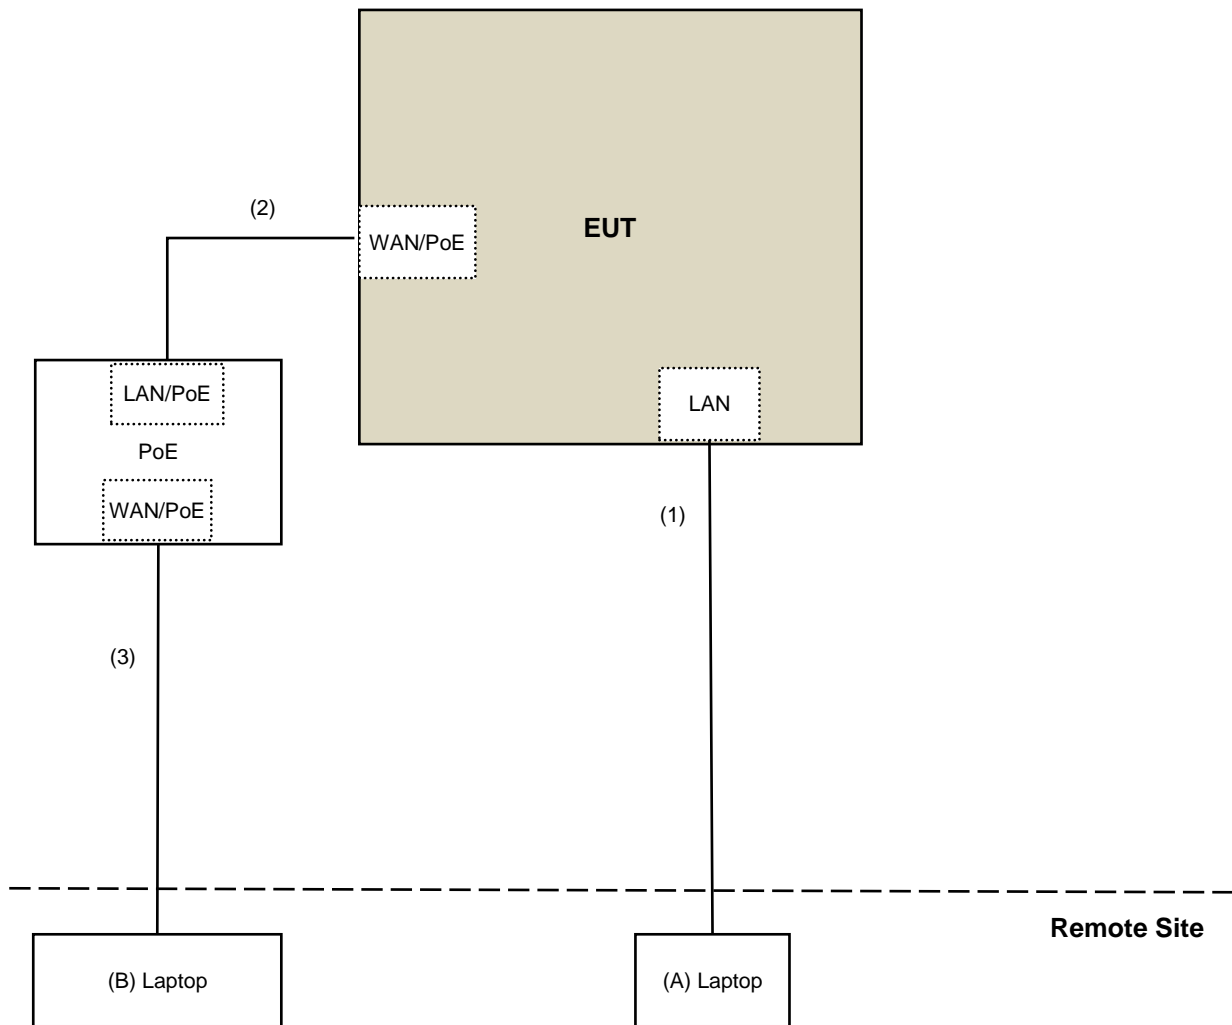 (2)
WAN/PoE
EUT
LAN/PoE
PoE
WAN/PoE
LAN
(1)
(3)
Remote Site
(B) Laptop
(A) Laptop